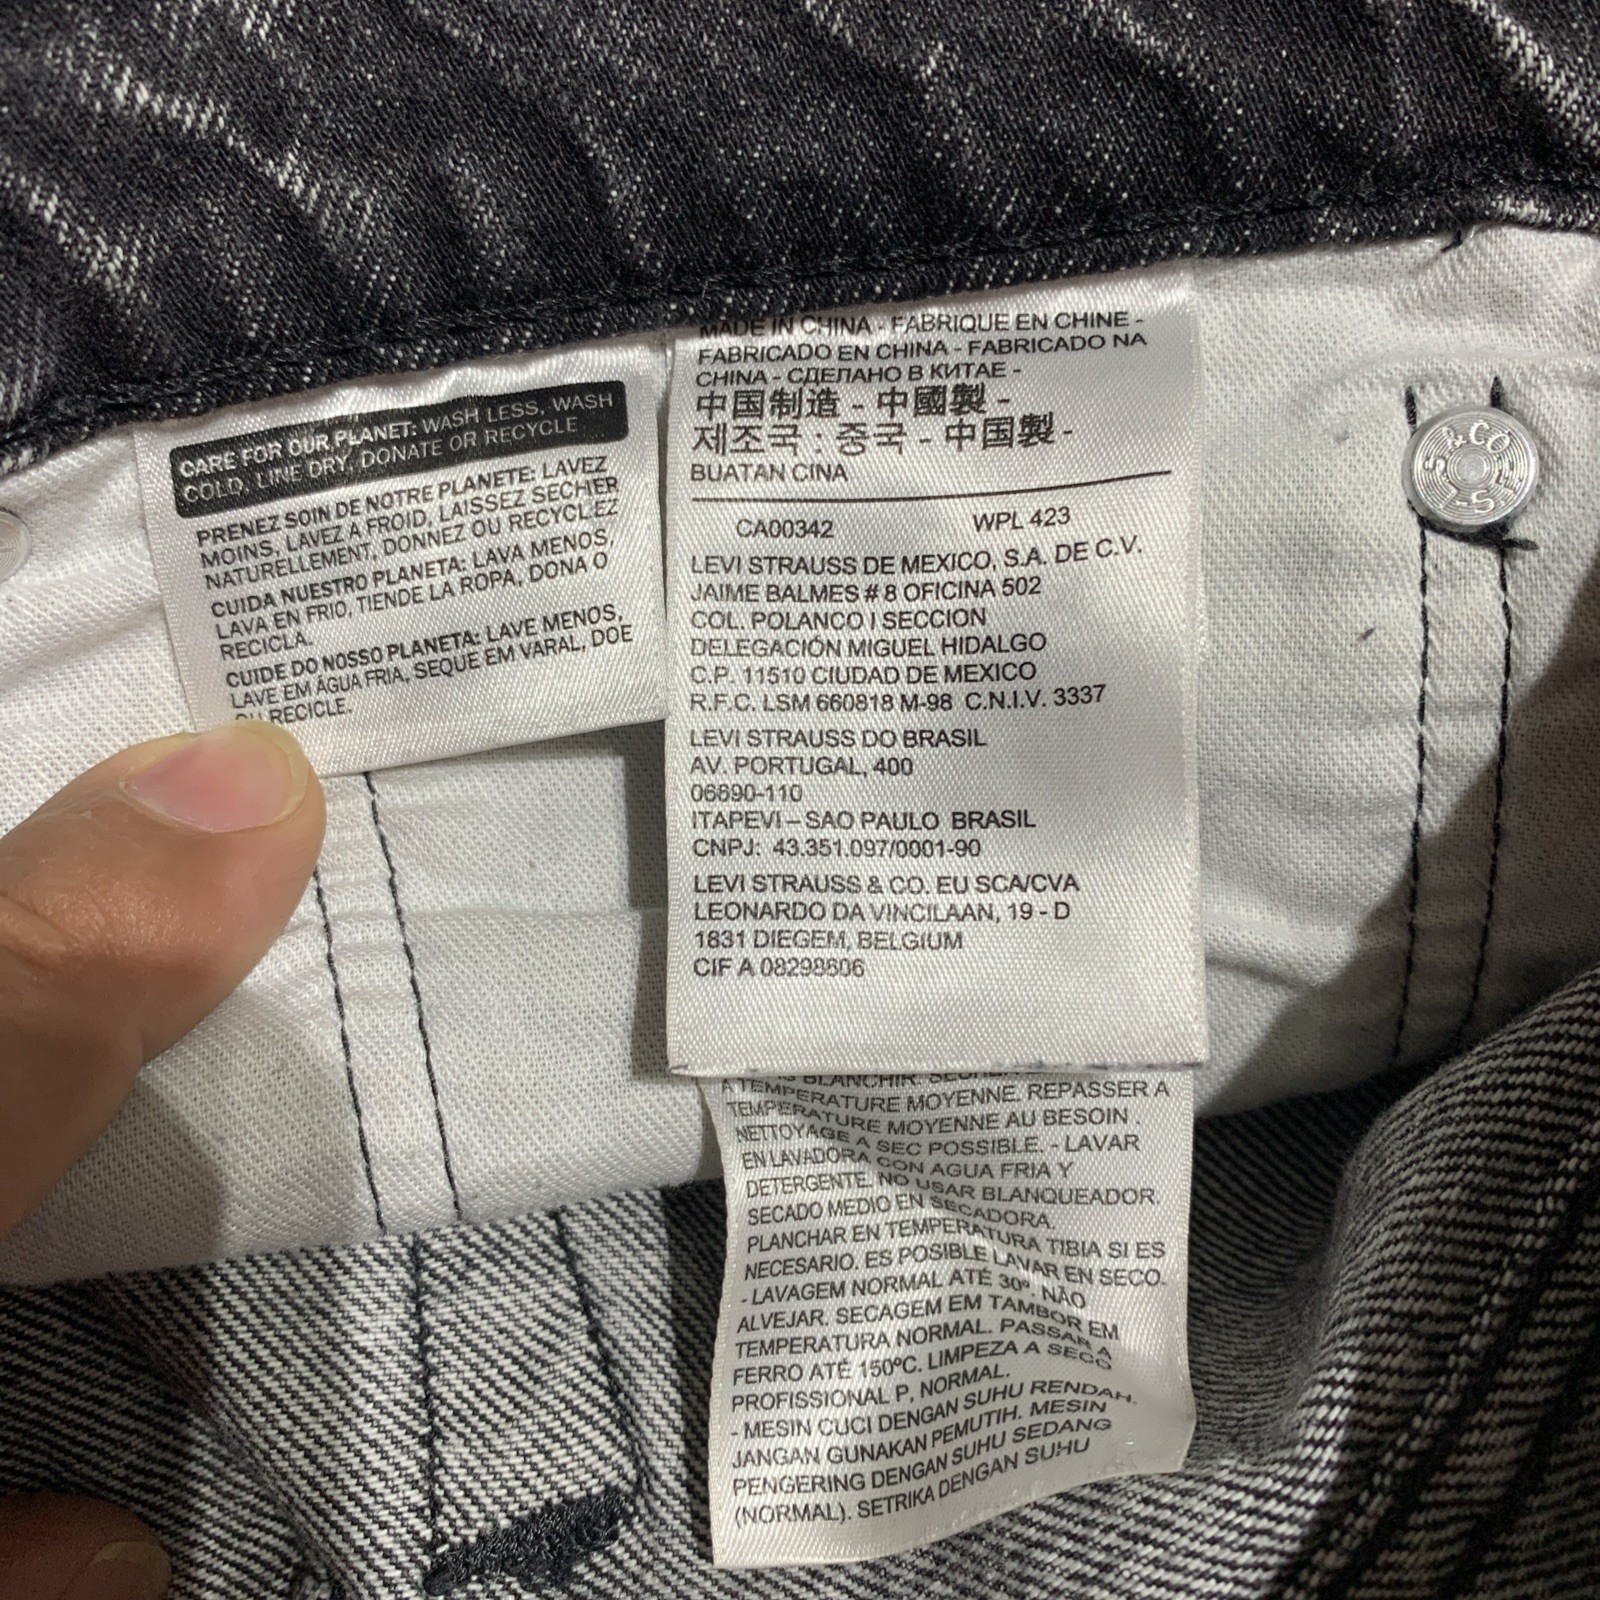 CARE FOR OUR PLANET: WASH LESS, WASH
COLD, LINE DRY, DONATE OR RECYCLE
PRENEZ SOIN DE NOTRE PLANETE: LAVEZ
MOINS, LAVEZ A FROID, LAISSEZ SECHER
NATURELLEMENT, DONNEZ OU RECYCLEZ
CUIDA NUESTRO PLANETA: LAVA MENOS,
LAVA EN FRIO, TIENDE LA ROPA, DONA O
RECICLA.
CUIDE DO NOSSO PLANETA: LAVE MENOS,
LAVE EM ÁGUA FRIA, SEQUE EM VARAL, DOE
OU RECICLE.
MADE IN CHINA - FABRIQUE EN CHINE -
FABRICADO EN CHINA - FABRICADO NA
CHINA - СДЕЛАНО В КИТАЕ -
中国制造 - 中國製 -
제조국 : 중국 - 中国製 -
BUATAN CINA
CA00342 WPL 423
LEVI STRAUSS DE MEXICO, S.A. DE C.V.
JAIME BALMES # 8 OFICINA 502
COL. POLANCO I SECCION
DELEGACIÓN MIGUEL HIDALGO
C.P. 11510 CIUDAD DE MEXICO
R.F.C. LSM 660818 M-98 C.N.I.V. 3337
LEVI STRAUSS DO BRASIL
AV. PORTUGAL, 400
06690-110
ITAPEVI – SAO PAULO BRASIL
CNPJ: 43.351.097/0001-90
LEVI STRAUSS & CO. EU SCA/CVA
LEONARDO DA VINCILAAN, 19 - D
1831 DIEGEM, BELGIUM
CIF A 08298606
BLANCHIR.
A TEMPERATURE MOYENNE. REPASSER A
TEMPERATURE MOYENNE AU BESOIN .
NETTOYAGE A SEC POSSIBLE. - LAVAR
EN LAVADORA CON AGUA FRIA Y
DETERGENTE. NO USAR BLANQUEADOR.
SECADO MEDIO EN SECADORA.
PLANCHAR EN TEMPERATURA TIBIA SI ES
NECESARIO. ES POSIBLE LAVAR EN SECO.
- LAVAGEM NORMAL ATÉ 30º. NÃO
ALVEJAR. SECAGEM EM TAMBOR EM
TEMPERATURA NORMAL. PASSAR A
FERRO ATÉ 150ºC. LIMPEZA A SECO
PROFISSIONAL P, NORMAL.
- MESIN CUCI DENGAN SUHU RENDAH.
JANGAN GUNAKAN PEMUTIH. MESIN
PENGERING DENGAN SUHU SEDANG
(NORMAL). SETRIKA DENGAN SUHU
& CO